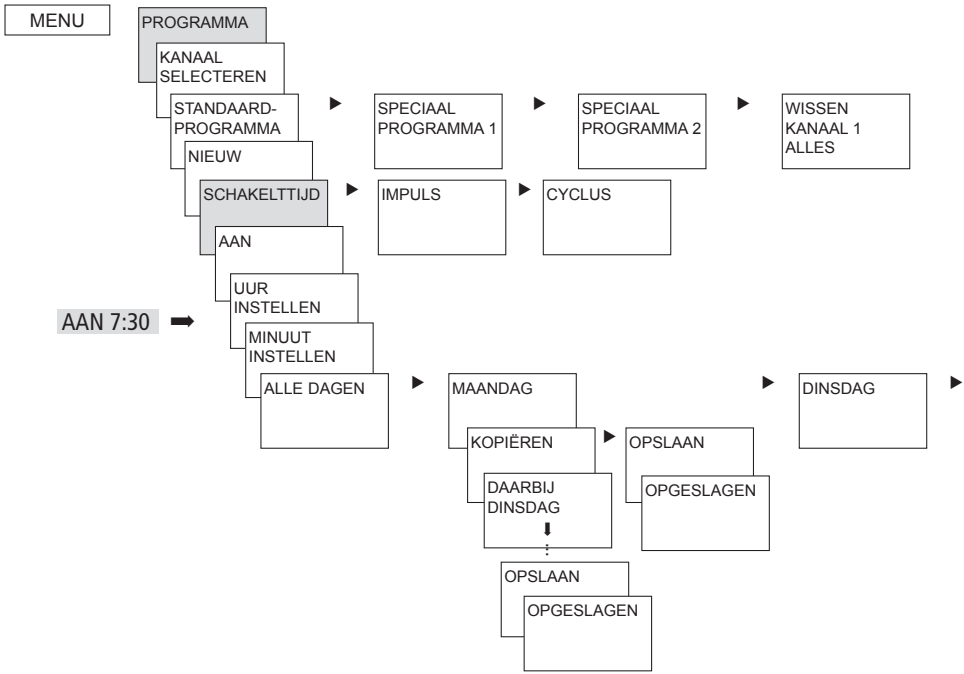 MENU
PROGRAMMA
KANAAL
SELECTEREN
STANDAARD-
PROGRAMMA
SPECIAAL
PROGRAMMA 1
SPECIAAL
PROGRAMMA 2
WISSEN
KANAAL 1
ALLES
NIEUW
SCHAKELTTIJD
IMPULS
CYCLUS
AAN
UUR
INSTELLEN
AAN 7:30
MINUUT
INSTELLEN
ALLE DAGEN
MAANDAG
DINSDAG
KOPIËREN
OPSLAAN
DAARBIJ
DINSDAG
OPGESLAGEN
OPSLAAN
OPGESLAGEN